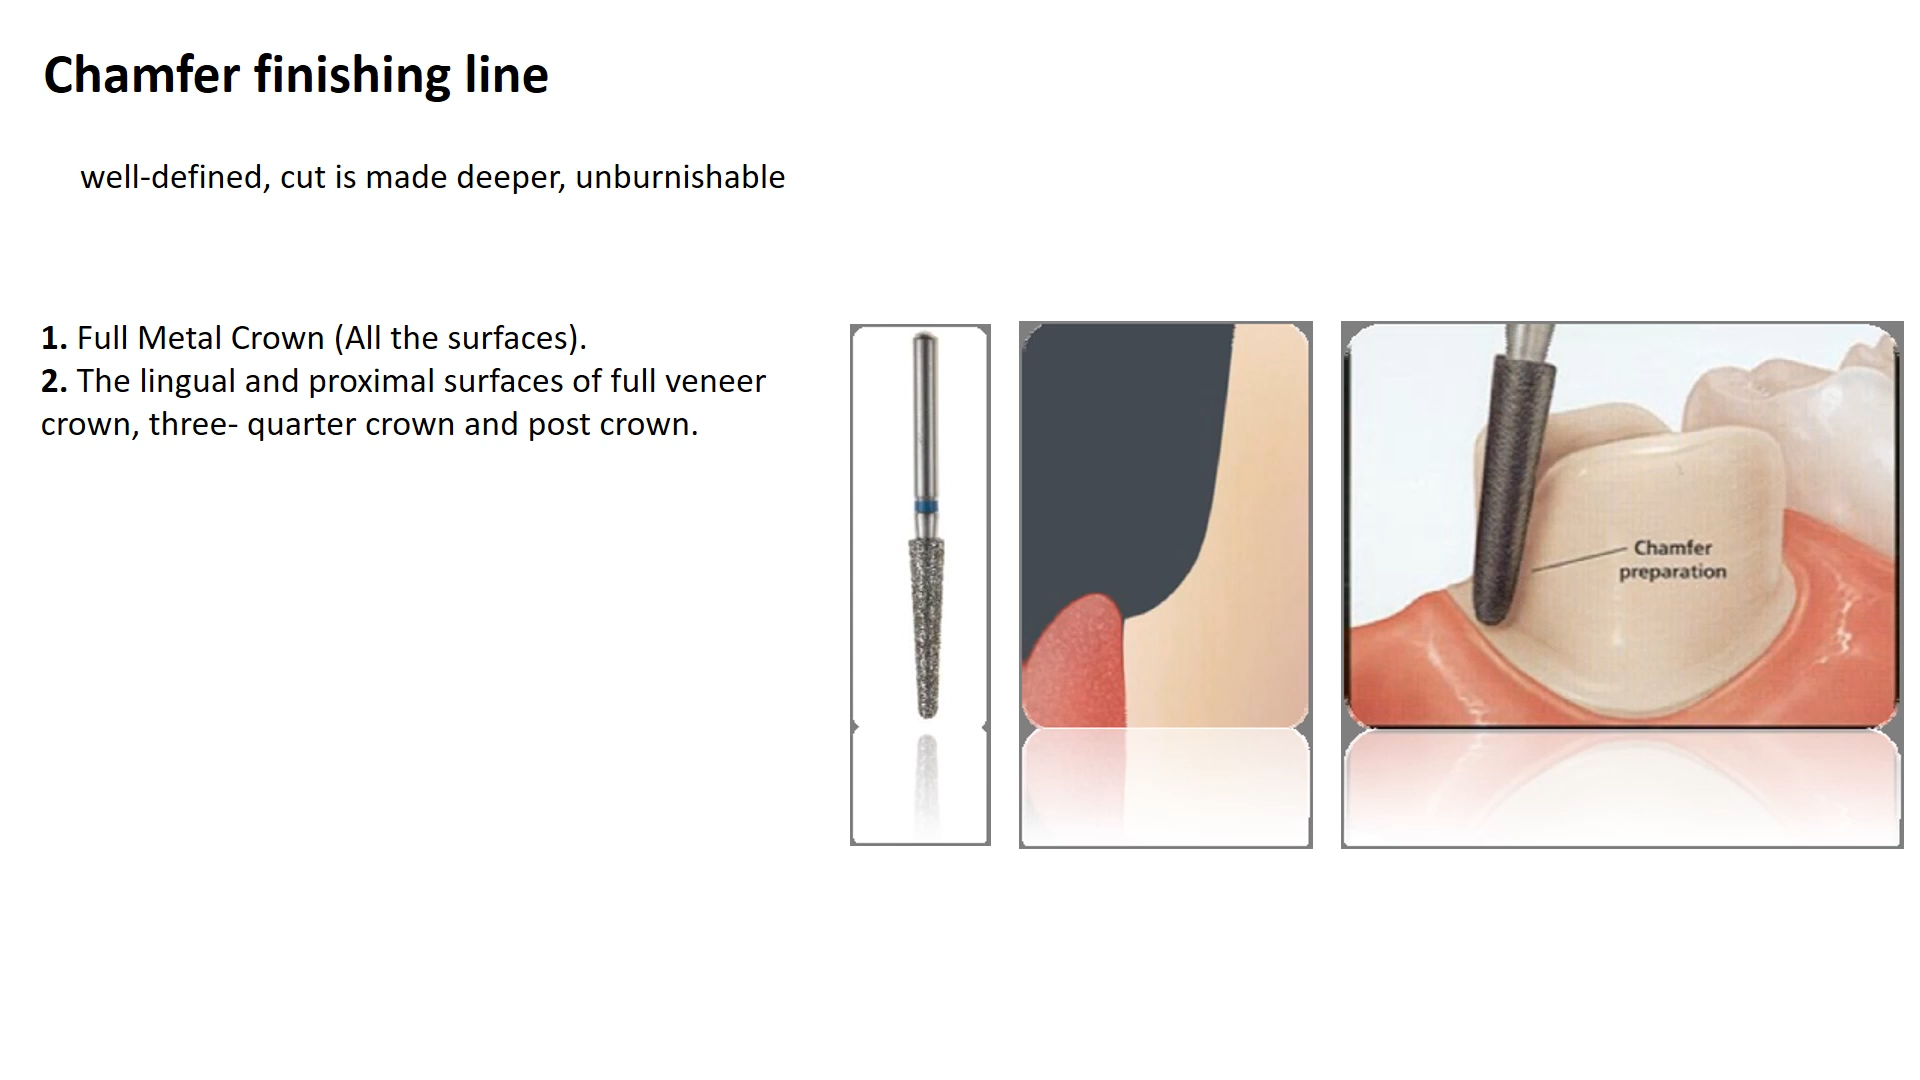 Chamfer finishing line
well-defined, cut is made deeper, unburnishable
1. Full Metal Crown (All the surfaces).
2. The lingual and proximal surfaces of full veneer
crown, three- quarter crown and post crown.
Chamfer
preparation